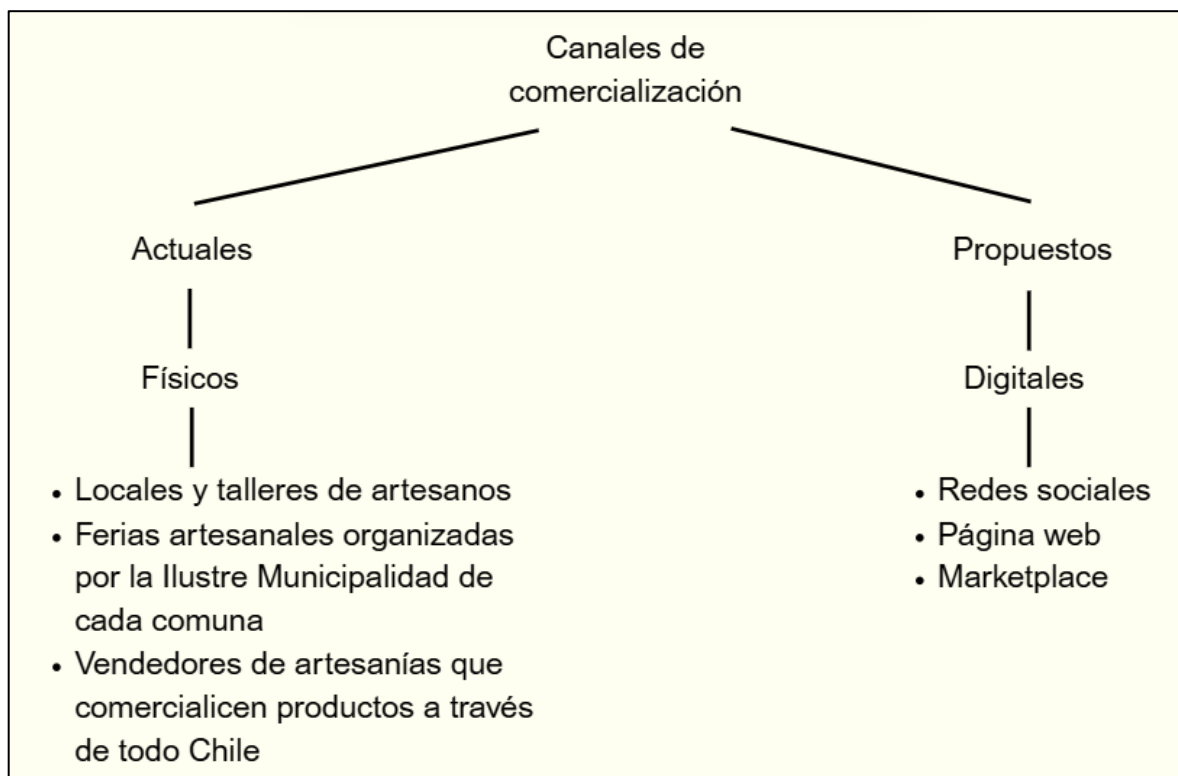 Canales de
comercialización
Actuales
Propuestos
Físicos
Digitales
• Locales y talleres de artesanos
• Ferias artesanales organizadas
por la Ilustre Municipalidad de
cada comuna
• Vendedores de artesanías que
comercialicen productos a través
de todo Chile
• Redes sociales
• Página web
• Marketplace